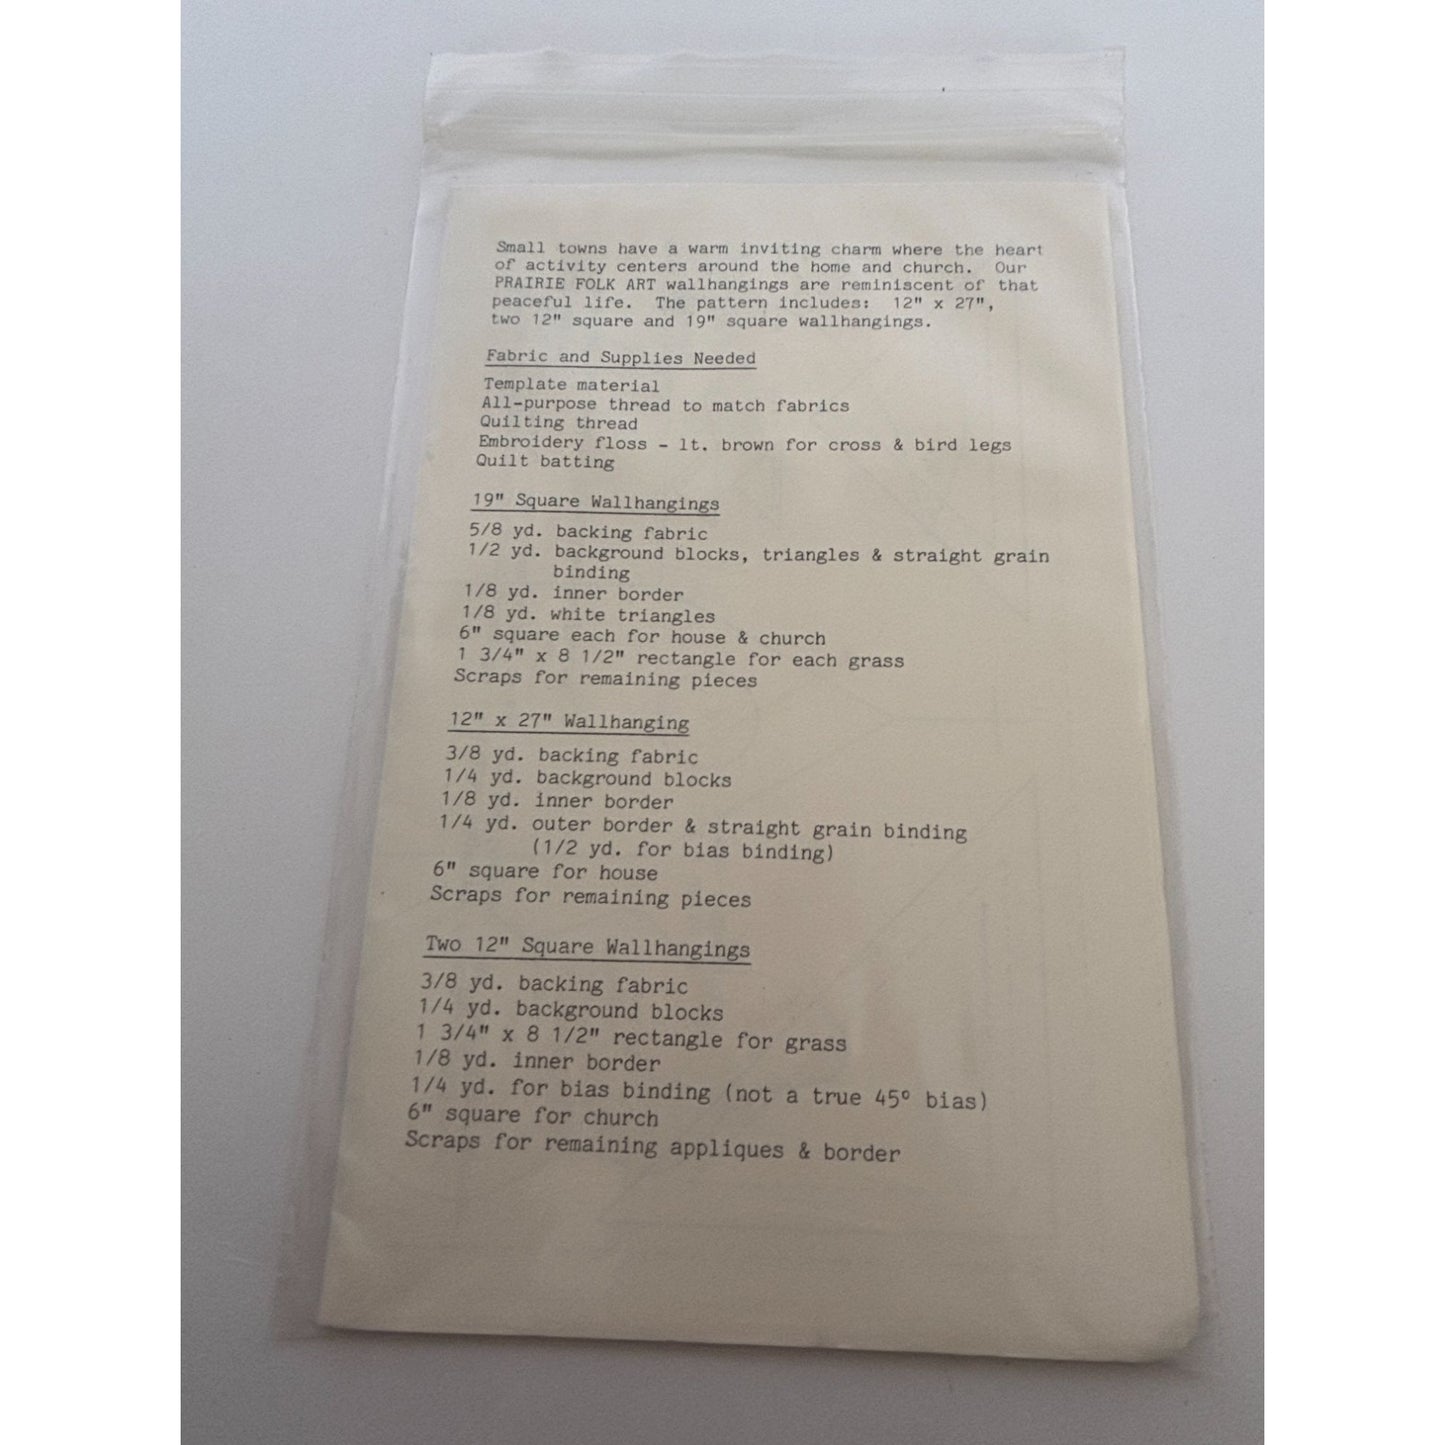 Small towns have a warm inviting charm where the heart
of activity centers around the home and church. Our
PRAIRIE FOLK ART wallhangings are reminiscent of that
peaceful life. The pattern includes: 12" x 27",
two 12" square and 19" square wallhangings.
Fabric and Supplies Needed
Template material
All-purpose thread to match fabrics
Quilting thread
Embroidery floss - lt. brown for cross & bird legs
Quilt batting
19" Square Wallhangings
5/8 yd. backing fabric
1/2 yd. background blocks, triangles & straight grain
binding
1/8 yd. inner border
1/8 yd. white triangles
6" square each for house & church
1 3/4" x 8 1/2" rectangle for each grass
Scraps for remaining pieces
12" x 27" Wallhanging
3/8 yd. backing fabric
1/4 yd. background blocks
1/8 yd. inner border
1/4 yd. outer border & straight grain binding
(1/2 yd. for bias binding)
6" square for house
Scraps for remaining pieces
Two 12" Square Wallhangings
3/8 yd. backing fabric
1/4 yd. background blocks
1 3/4" x 8 1/2" rectangle for grass
1/8 yd. inner border
1/4 yd. for bias binding (not a true 45° bias)
6" square for church
Scraps for remaining appliques & border